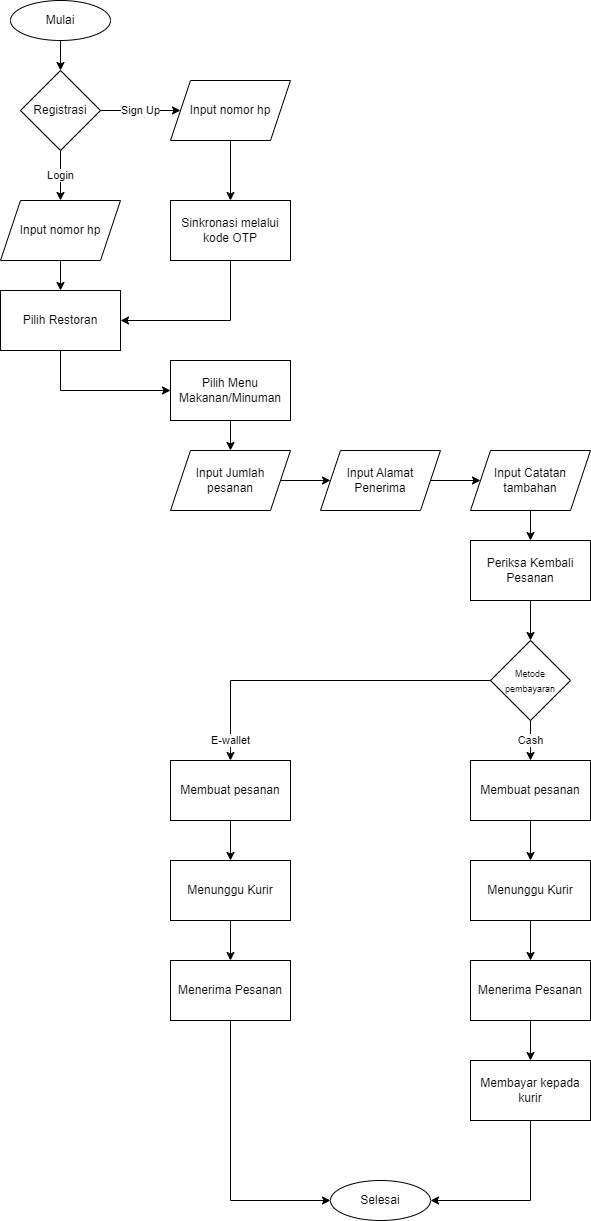 Mulai
Registrasi
Sign Up
Input nomor hp
Login
Input nomor hp
Sinkronasi melalui
kode OTP
Pilih Restoran
Pilih Menu
Makanan/Minuman
Input Jumlah
pesanan
Input Alamat
Penerima
Input Catatan
tambahan
Periksa Kembali
Pesanan
Metode
pembayaran
E-wallet
Cash
Membuat pesanan
Membuat pesanan
Menunggu Kurir
Menunggu Kurir
Menerima Pesanan
Menerima Pesanan
Membayar kepada
kurir
Selesai